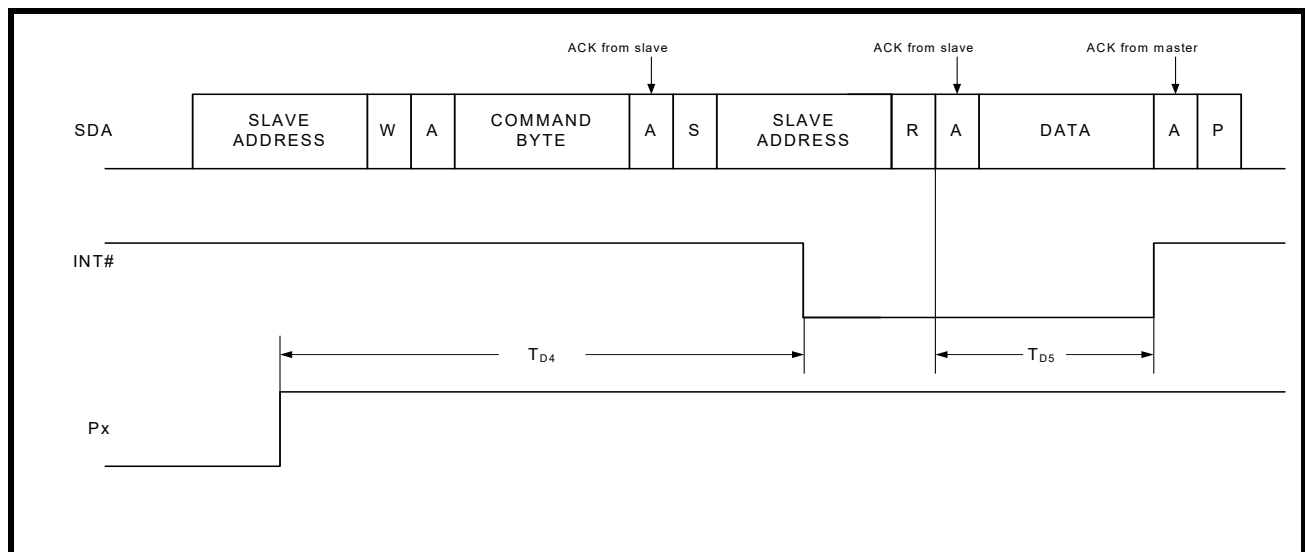 ACK from slave
ACK from slave
ACK from master
SDA
SLAVE
ADDRESS
W
A
COMMAND
BYTE
A
S
SLAVE
ADDRESS
R
A
DATA
A
P
INT#
TD4
TD5
Px